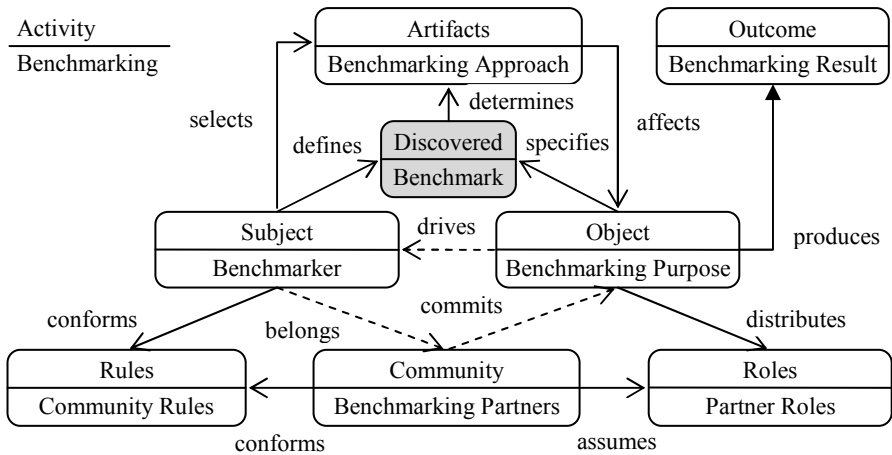 Activity
Benchmarking
Artifacts
Benchmarking Approach
Outcome
Benchmarking Result
selects
determines
defines
Discovered
Benchmark
specifies
affects
Subject
Benchmarker
drives
Object
Benchmarking Purpose
produces
conforms
belongs
commits
distributes
Rules
Community Rules
Community
Benchmarking Partners
Roles
Partner Roles
conforms
assumes